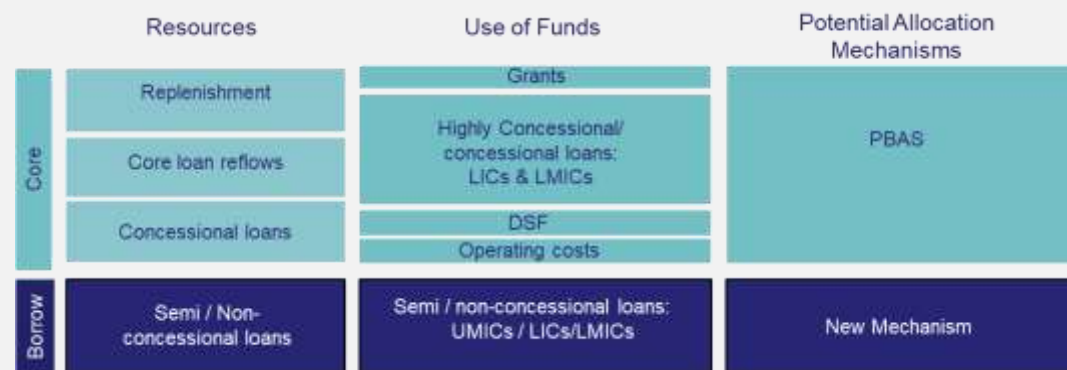 Resources
Use of Funds
Potential Allocation
Mechanisms
Core
Replenishment
Core loan reflows
Concessional loans
Grants
Highly Concessional/
concessional loans:
LICs & LMICs
DSF
Operating costs
PBAS
Borrow
Semi / Non-
concessional loans
Semi / non-concessional loans:
UMICs / LICs/LMICs
New Mechanism